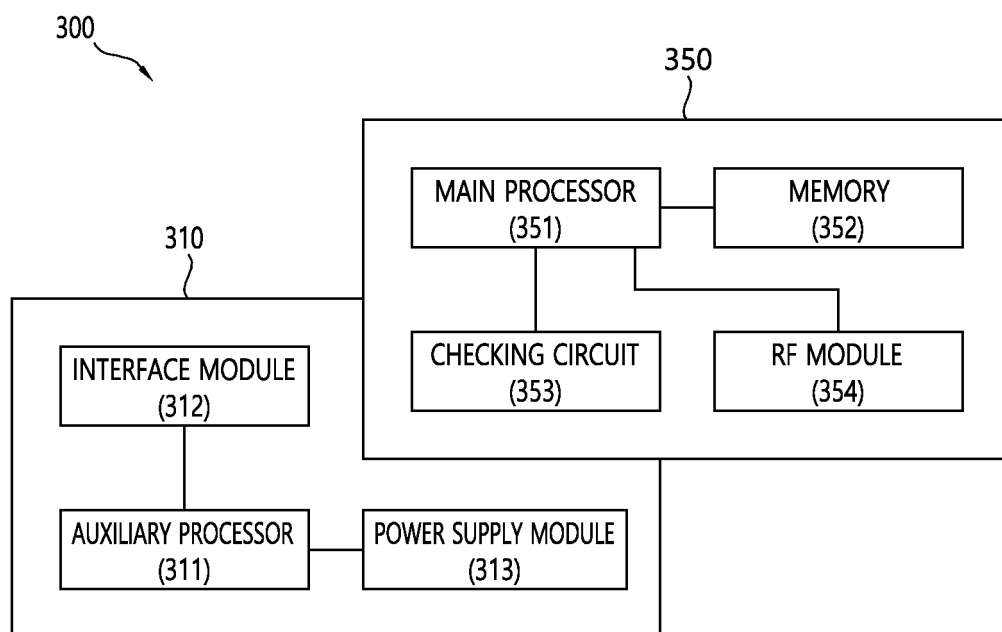 300
350
MAIN PROCESSOR
(351)
MEMORY
(352)
310
CHECKING CIRCUIT
(353)
RF MODULE
(354)
INTERFACE MODULE
(312)
AUXILIARY PROCESSOR
(311)
POWER SUPPLY MODULE
(313)